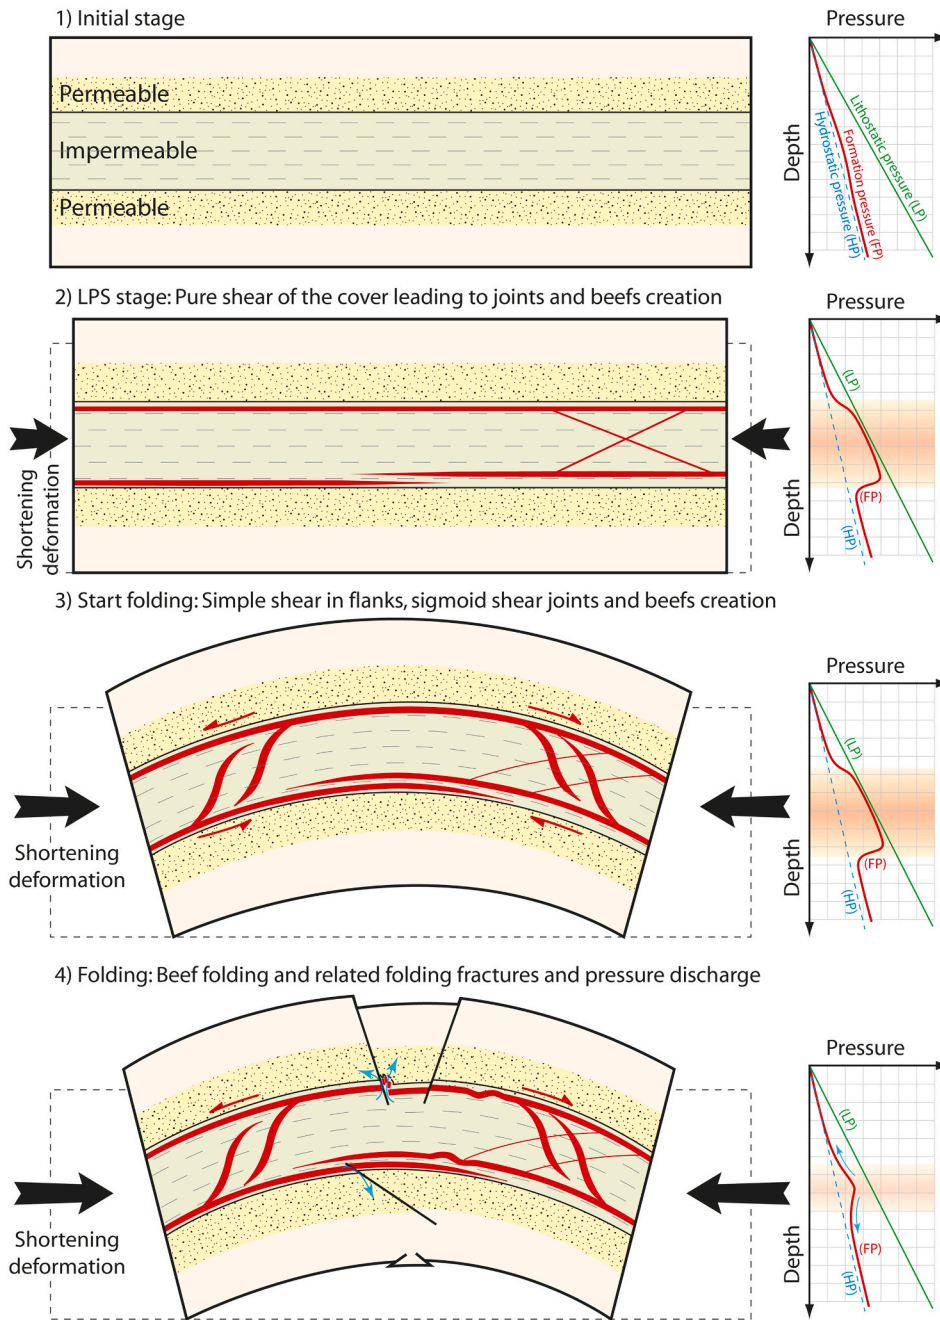 1) Initial stage
Pressure
Permeable
Impermeable
Permeable
Depth
Lithostatic pressure (LP)
Formation pressure (FP)
Hydrostatic pressure (HP)
2) LPS stage: Pure shear of the cover leading to joints and beefs creation
Pressure
Shortening
deformation
Depth
(LP)
(FP)
(HP)
3) Start folding: Simple shear in flanks, sigmoid shear joints and beefs creation
Pressure
Shortening
deformation
Depth
(LP)
(FP)
(HP)
4) Folding: Beef folding and related folding fractures and pressure discharge
Pressure
Shortening
deformation
Depth
(LP)
(FP)
(HP)